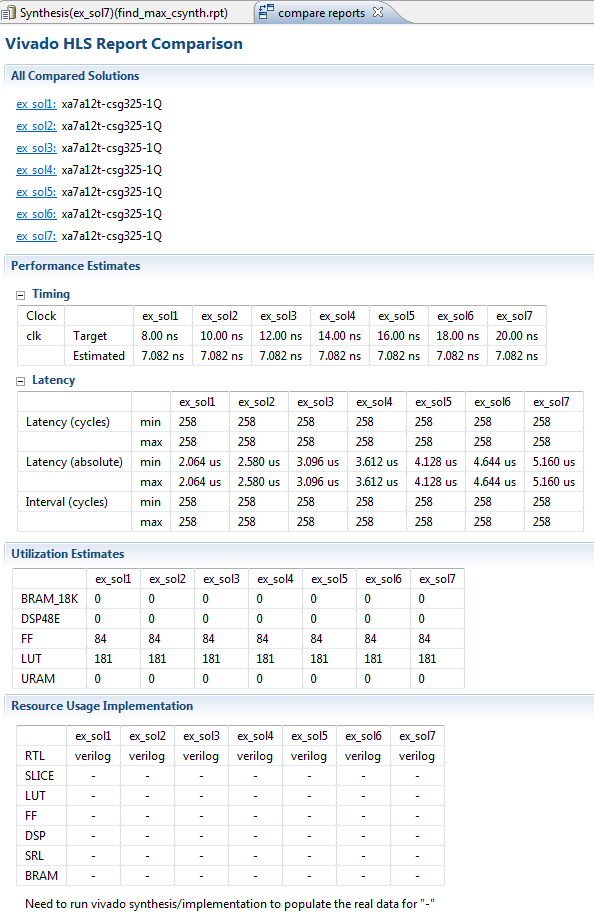 Synthesis(ex_sol7)(find_max_csynth.rpt) compare reports
Vivado HLS Report Comparison
All Compared Solutions
ex_sol1: xa7a12t-csg325-1Q
ex_sol2: xa7a12t-csg325-1Q
ex_sol3: xa7a12t-csg325-1Q
ex_sol4: xa7a12t-csg325-1Q
ex_sol5: xa7a12t-csg325-1Q
ex_sol6: xa7a12t-csg325-1Q
ex_sol7: xa7a12t-csg325-1Q
Performance Estimates
Timing
Clock ex_sol1 ex_sol2 ex_sol3 ex_sol4 ex_sol5 ex_sol6 ex_sol7
clk Target 8.00 ns 10.00 ns 12.00 ns 14.00 ns 16.00 ns 18.00 ns 20.00 ns
Estimated 7.082 ns 7.082 ns 7.082 ns 7.082 ns 7.082 ns 7.082 ns 7.082 ns
Latency
ex_sol1 ex_sol2 ex_sol3 ex_sol4 ex_sol5 ex_sol6 ex_sol7
Latency (cycles) min 258 258 258 258 258 258 258
max 258 258 258 258 258 258 258
Latency (absolute) min 2.064 us 2.580 us 3.096 us 3.612 us 4.128 us 4.644 us 5.160 us
max 2.064 us 2.580 us 3.096 us 3.612 us 4.128 us 4.644 us 5.160 us
Interval (cycles) min 258 258 258 258 258 258 258
max 258 258 258 258 258 258 258
Utilization Estimates
ex_sol1 ex_sol2 ex_sol3 ex_sol4 ex_sol5 ex_sol6 ex_sol7
BRAM_18K 0 0 0 0 0 0 0
DSP48E 0 0 0 0 0 0 0
FF 84 84 84 84 84 84 84
LUT 181 181 181 181 181 181 181
URAM 0 0 0 0 0 0 0
Resource Usage Implementation
ex_sol1 ex_sol2 ex_sol3 ex_sol4 ex_sol5 ex_sol6 ex_sol7
RTL verilog verilog verilog verilog verilog verilog verilog
SLICE - - - - - - -
LUT - - - - - - -
FF - - - - - - -
DSP - - - - - - -
SRL - - - - - - -
BRAM - - - - - - -
Need to run vivado synthesis/implementation to populate the real data for "-"